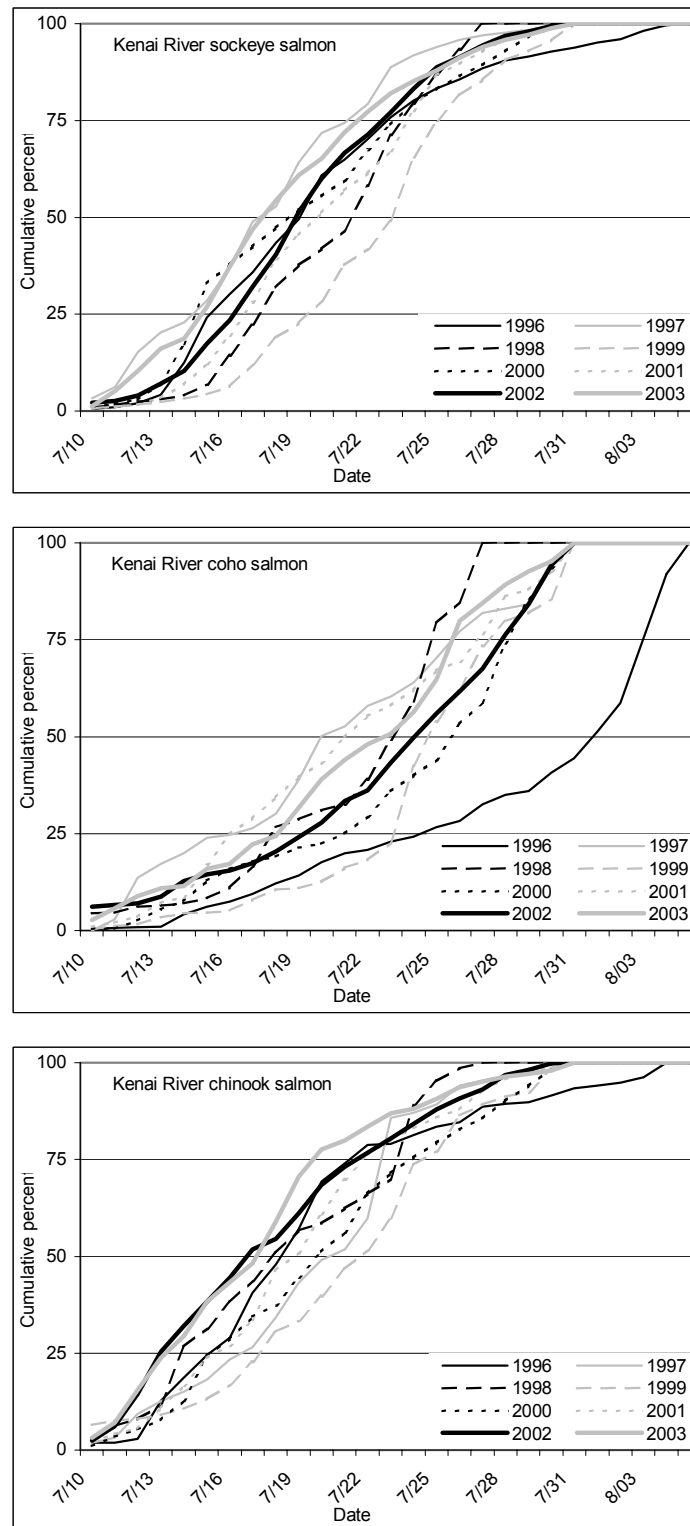 Kenai River sockeye salmon
100
75
50
25
0
Cumulative percent
1996 1997
1998 1999
2000 2001
2002 2003
7/10 7/13 7/16 7/19 7/22 7/25 7/28 7/31 8/03
Date
Kenai River coho salmon
100
75
50
25
0
Cumulative percent
1996 1997
1998 1999
2000 2001
2002 2003
7/10 7/13 7/16 7/19 7/22 7/25 7/28 7/31 8/03
Date
Kenai River chinook salmon
100
75
50
25
0
Cumulative percent
1996 1997
1998 1999
2000 2001
2002 2003
7/10 7/13 7/16 7/19 7/22 7/25 7/28 7/31 8/03
Date